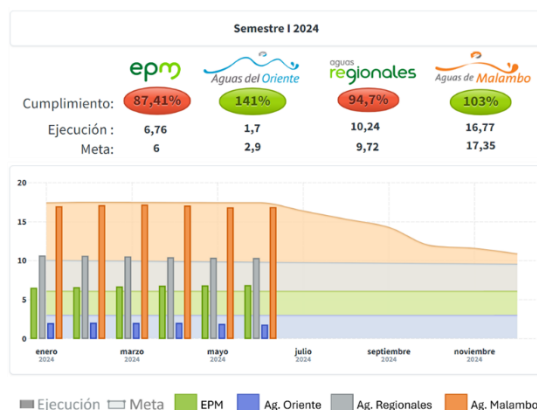 Semestre I 2024
epm
Aguas del Oriente
aguas regionales
Aguas de Malambo
Cumplimiento: 87,41% 141% 94,7% 103%
Ejecución : 6,76 1,7 10,24 16,77
Meta: 6 2,9 9,72 17,35
20
15
10
5
0
enero 2024 marzo 2024 mayo 2024 julio 2024 septiembre 2024 noviembre 2024
Ejecución Meta EPM Ag. Oriente Ag. Regionales Ag. Malambo